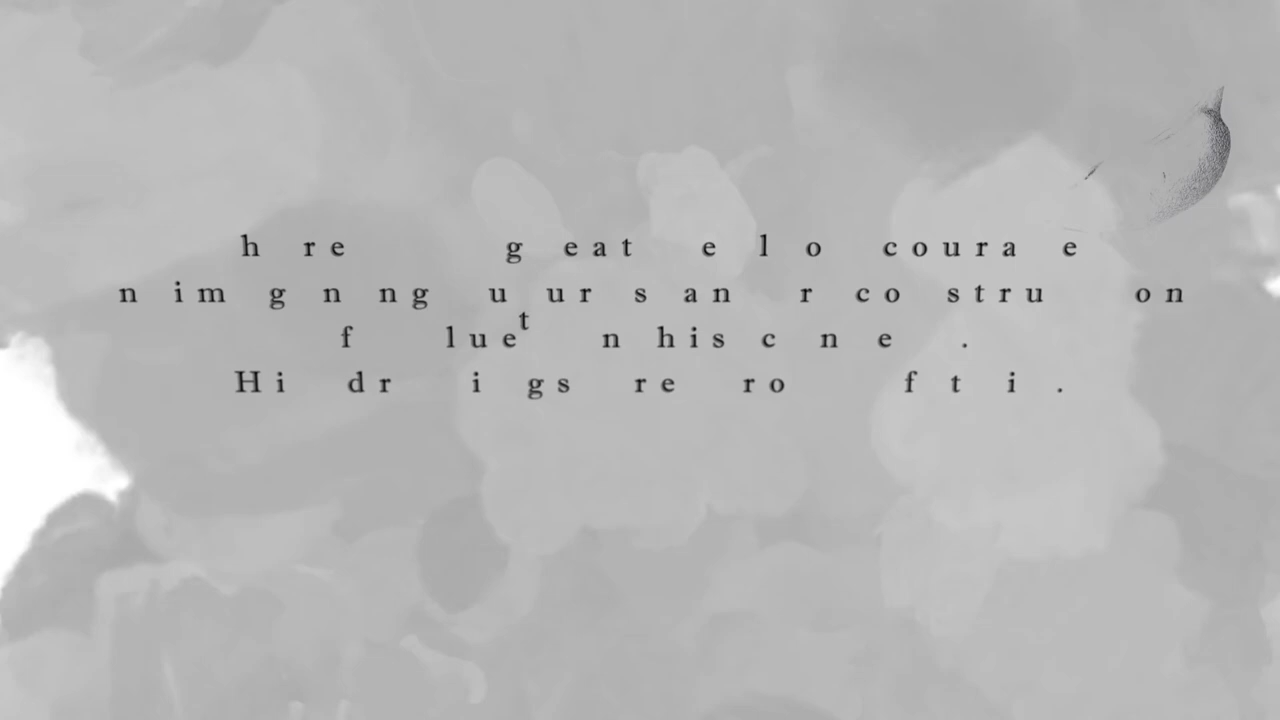 h re g eat e l o coura e
n im g n ng u ur s an r co stru on
f lue t n his c n e .
Hi dr i gs re ro f t i .